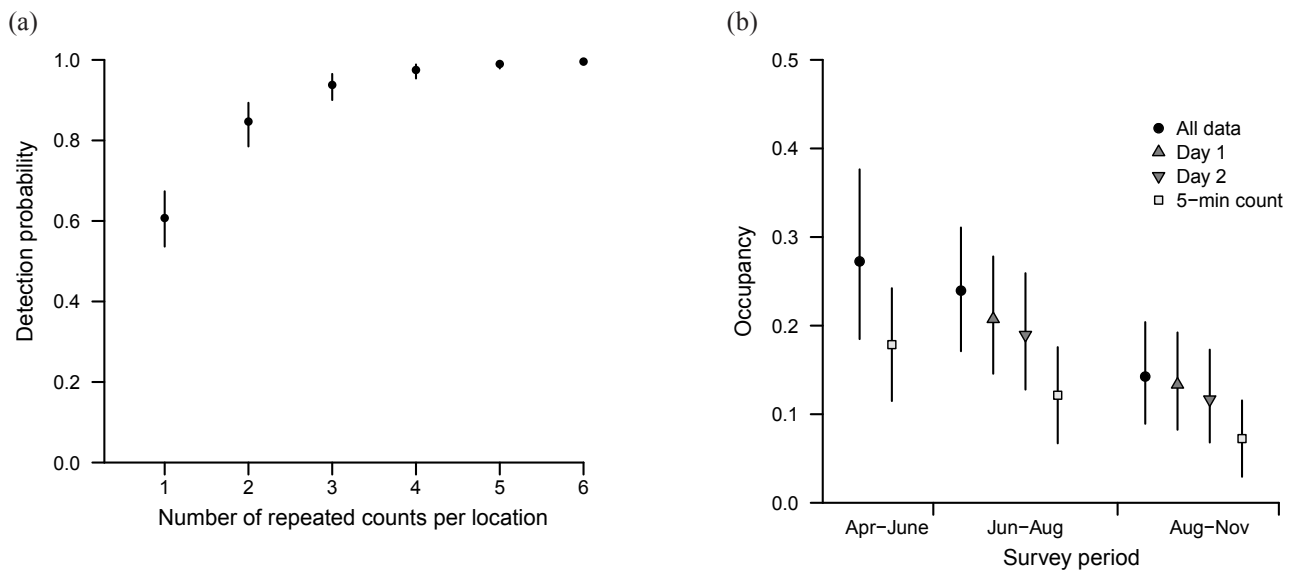 (a)
1.0
0.8
0.6
0.4
0.2
0.0
Detection probability
1 2 3 4 5 6
Number of repeated counts per location
(b)
0.5
0.4
0.3
0.2
0.1
0.0
Occupancy
All data
Day 1
Day 2
5−min count
Apr−June Jun−Aug Aug−Nov
Survey period